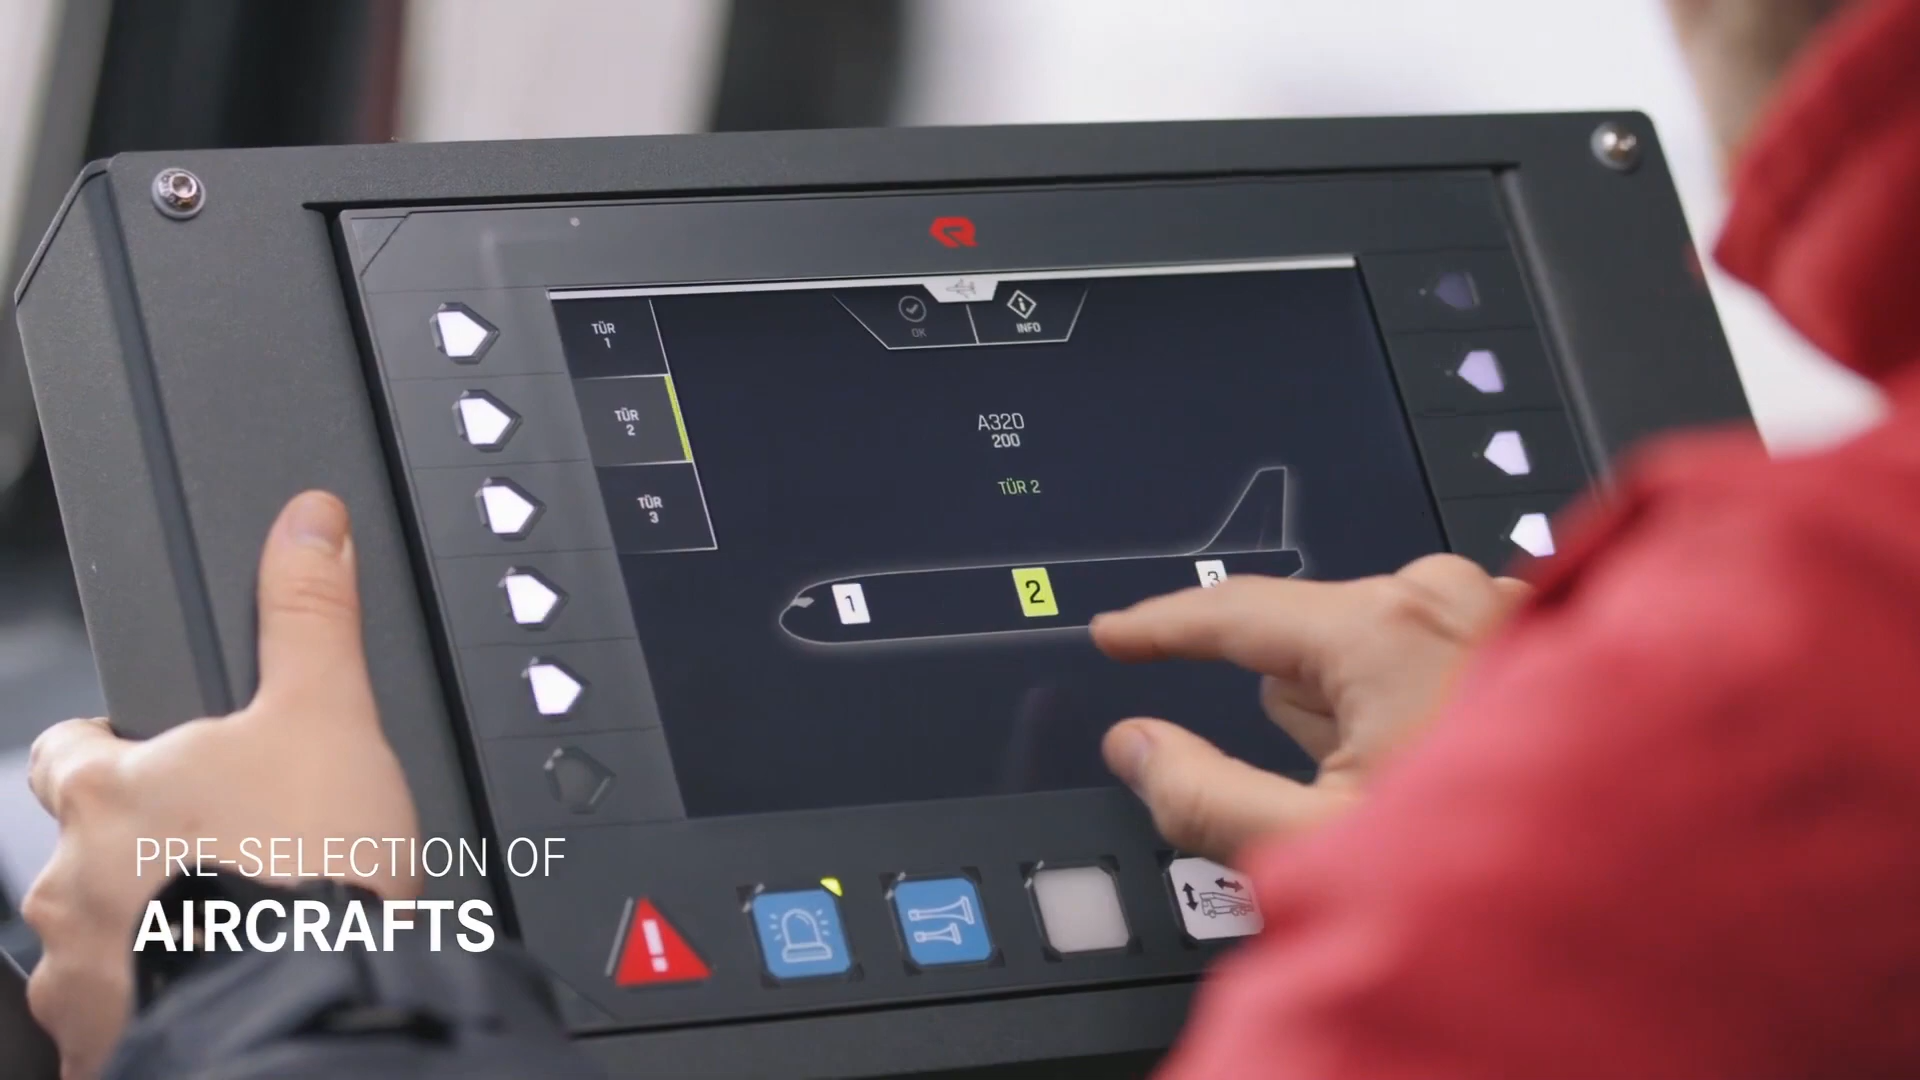 OK
INFO
TÜR
1
TÜR
2
TÜR
3
A320
200
TÜR 2
1
2
3
PRE-SELECTION OF
AIRCRAFTS